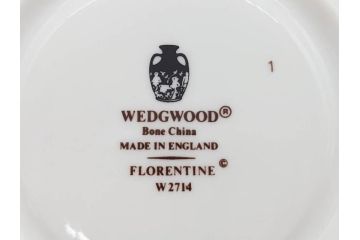 1
WEDGWOOD®
Bone China
MADE IN ENGLAND
FLORENTINE ©
W2714